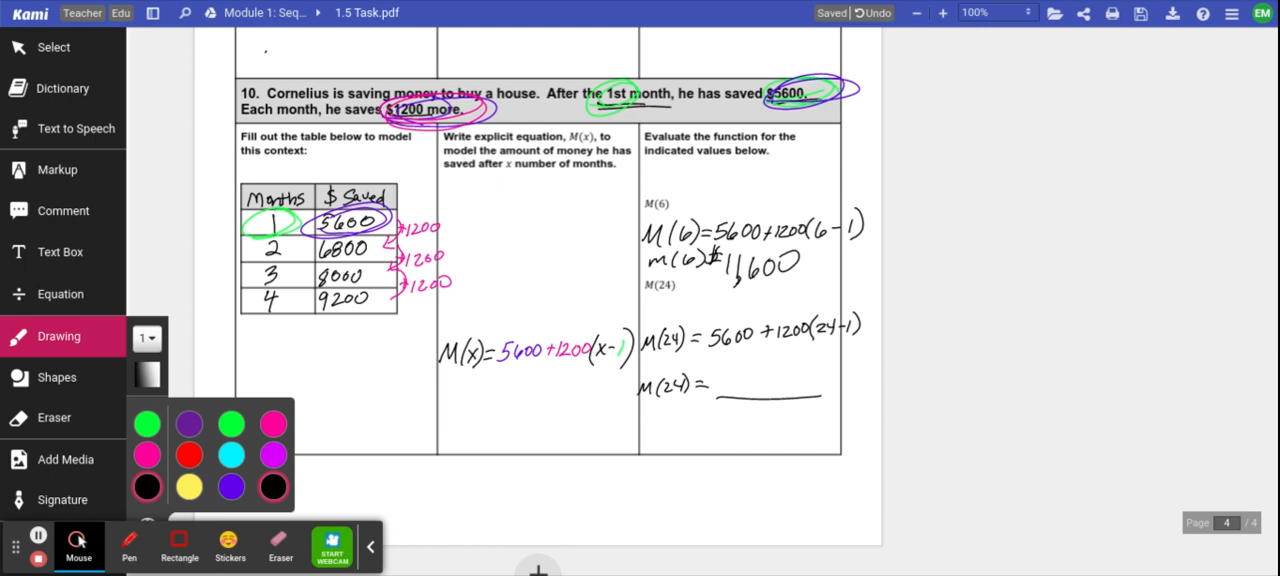 Kami Teacher Edu Module 1: Seq... 1.5 Task.pdf Saved Undo 100% EM
Select
Dictionary
Text to Speech
Markup
Comment
Text Box
Equation
Drawing
Shapes
Eraser
Add Media
Signature
1
10. Cornelius is saving money to buy a house. After the 1st month, he has saved $5600.
Each month, he saves $1200 more.
Fill out the table below to model
this context:
Months $ Saved
1 5600
2 6800
3 8000
4 9200
+1200
+1200
+1200
Write explicit equation, M(x), to
model the amount of money he has
saved after x number of months.
M(x)=5600+1200(x-1)
Evaluate the function for the
indicated values below.
M(6)
M(6)=5600+1200(6-1)
M(6)=$11,600
M(24)
M(24) = 5600 +1200(24-1)
M(24) =
Page 4 / 4
Mouse Pen Rectangle Stickers Eraser START
WEBCAM